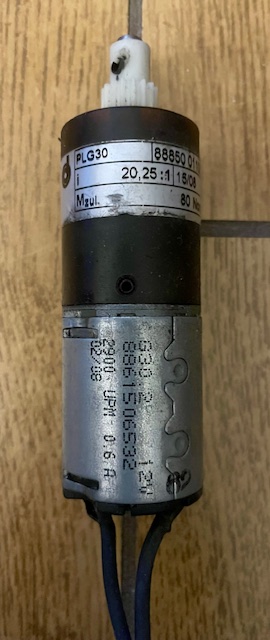 PLG30 88850 01
i 20,25:1 15/08
Mzul. 80 N
G30.2 12V
8861506532
2900 UPM 0.6 A
02/08